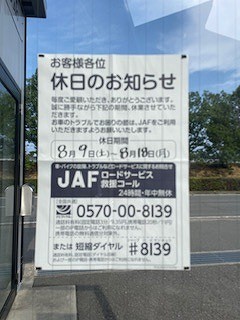 お客様各位
休日のお知らせ
毎度ご愛顧いただき、ありがとうございます。
誠に勝手ながら下記の期間、休業させていただきます。
お車のトラブルでお困りの節は、JAFをご利用
いただきますようお願いいたします。
休日期間
8月9日(土)〜8月18日(月)
JAF ロードサービス
救援コール
24時間・年中無休
0570-00-8139
または 短縮ダイヤル #8139